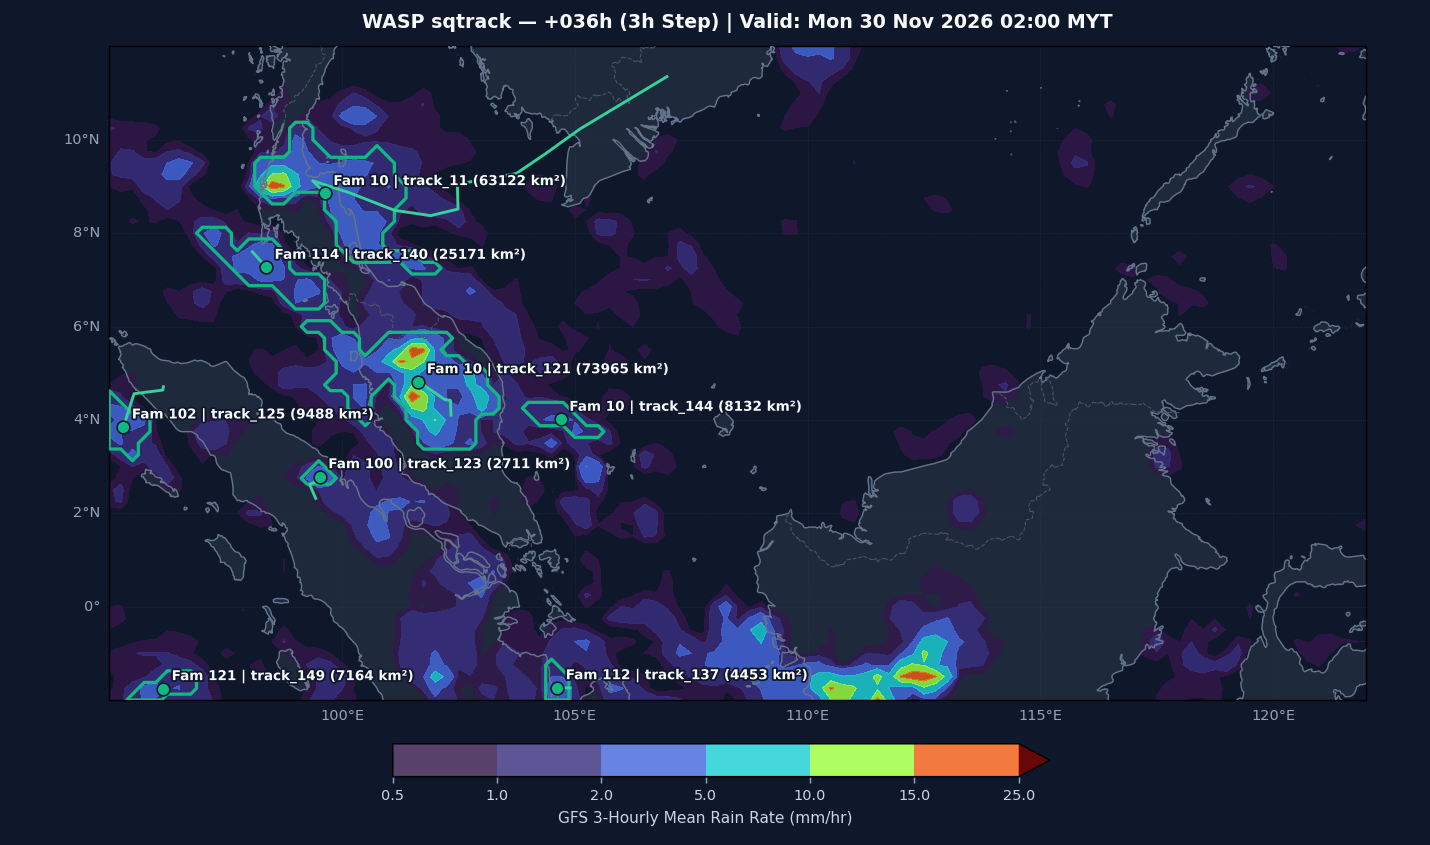 WASP sqtrack — +036h (3h Step) | Valid: Mon 30 Nov 2026 02:00 MYT
10°N
8°N
6°N
4°N
2°N
0°
Fam 10 | track_11 (63122 km²)
Fam 114 | track_140 (25171 km²)
Fam 10 | track_121 (73965 km²)
Fam 10 | track_144 (8132 km²)
Fam 102 | track_125 (9488 km²)
Fam 100 | track_123 (2711 km²)
Fam 121 | track_149 (7164 km²)
Fam 112 | track_137 (4453 km²)
100°E
105°E
110°E
115°E
120°E
0.5
1.0
2.0
5.0
10.0
15.0
25.0
GFS 3-Hourly Mean Rain Rate (mm/hr)